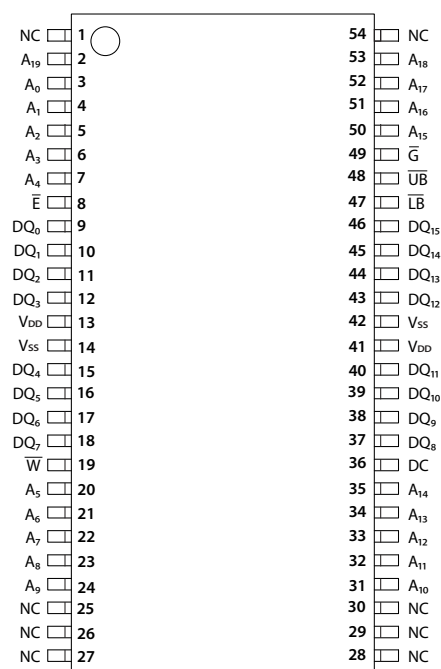 NC 1 54 NC
A₁₉ 2 53 A₁₈
A₀ 3 52 A₁₇
A₁ 4 51 A₁₆
A₂ 5 50 A₁₅
A₃ 6 49 G̅
A₄ 7 48 U̅B̅
E̅ 8 47 L̅B̅
DQ₀ 9 46 DQ₁₅
DQ₁ 10 45 DQ₁₄
DQ₂ 11 44 DQ₁₃
DQ₃ 12 43 DQ₁₂
VDD 13 42 Vss
Vss 14 41 VDD
DQ₄ 15 40 DQ₁₁
DQ₅ 16 39 DQ₁₀
DQ₆ 17 38 DQ₉
DQ₇ 18 37 DQ₈
W̅ 19 36 DC
A₅ 20 35 A₁₄
A₆ 21 34 A₁₃
A₇ 22 33 A₁₂
A₈ 23 32 A₁₁
A₉ 24 31 A₁₀
NC 25 30 NC
NC 26 29 NC
NC 27 28 NC